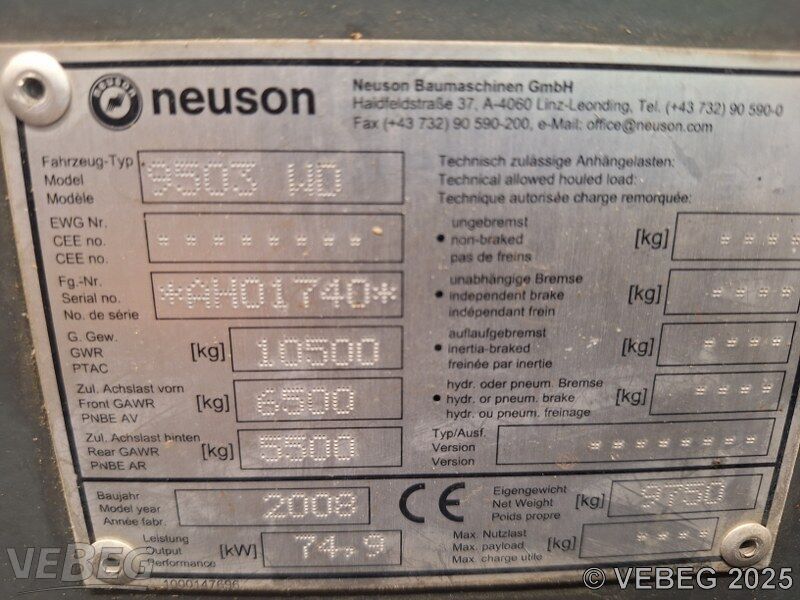 NEUSON
neuson
Neuson Baumaschinen GmbH
Haidfeldstraße 37, A-4060 Linz-Leonding, Tel. (+43 732) 90 590-0
Fax (+43 732) 90 590-200, e-Mail: office@neuson.com
Fahrzeug-Typ
Model
Modèle
9503 WD
EWG Nr.
CEE no.
CEE no.
* * * * * * * *
Fg.-Nr.
Serial no.
No. de série
*AH01740*
G. Gew.
GWR
PTAC
[kg]
10500
Zul. Achslast vorn
Front GAWR
PNBE AV
[kg]
6500
Zul. Achslast hinten
Rear GAWR
PNBE AR
[kg]
5500
Technisch zulässige Anhängelasten:
Technical allowed houled load:
Technique autorisée charge remorquée:
ungebremst
• non-braked
pas de freins
[kg]
* * * *
unabhängige Bremse
• independent brake
indépendant frein
[kg]
* * * *
auflaufgebremst
• inertia-braked
freinée par inertie
[kg]
* * * *
hydr. oder pneum. Bremse
• hydr. or pneum. brake
hydr. ou pneum. freinage
[kg]
* * * *
Typ/Ausf.
Version
Version
* * * * * * * *
Baujahr
Model year
Année fabr.
2008
CE
Eigengewicht
Net Weight
Poids propre
[kg]
9750
Leistung
Output
Performance
[kW]
74,9
Max. Nutzlast
Max. payload
Max. charge utile
[kg]
* * * *
1000147696
VEBEG
© VEBEG 2025